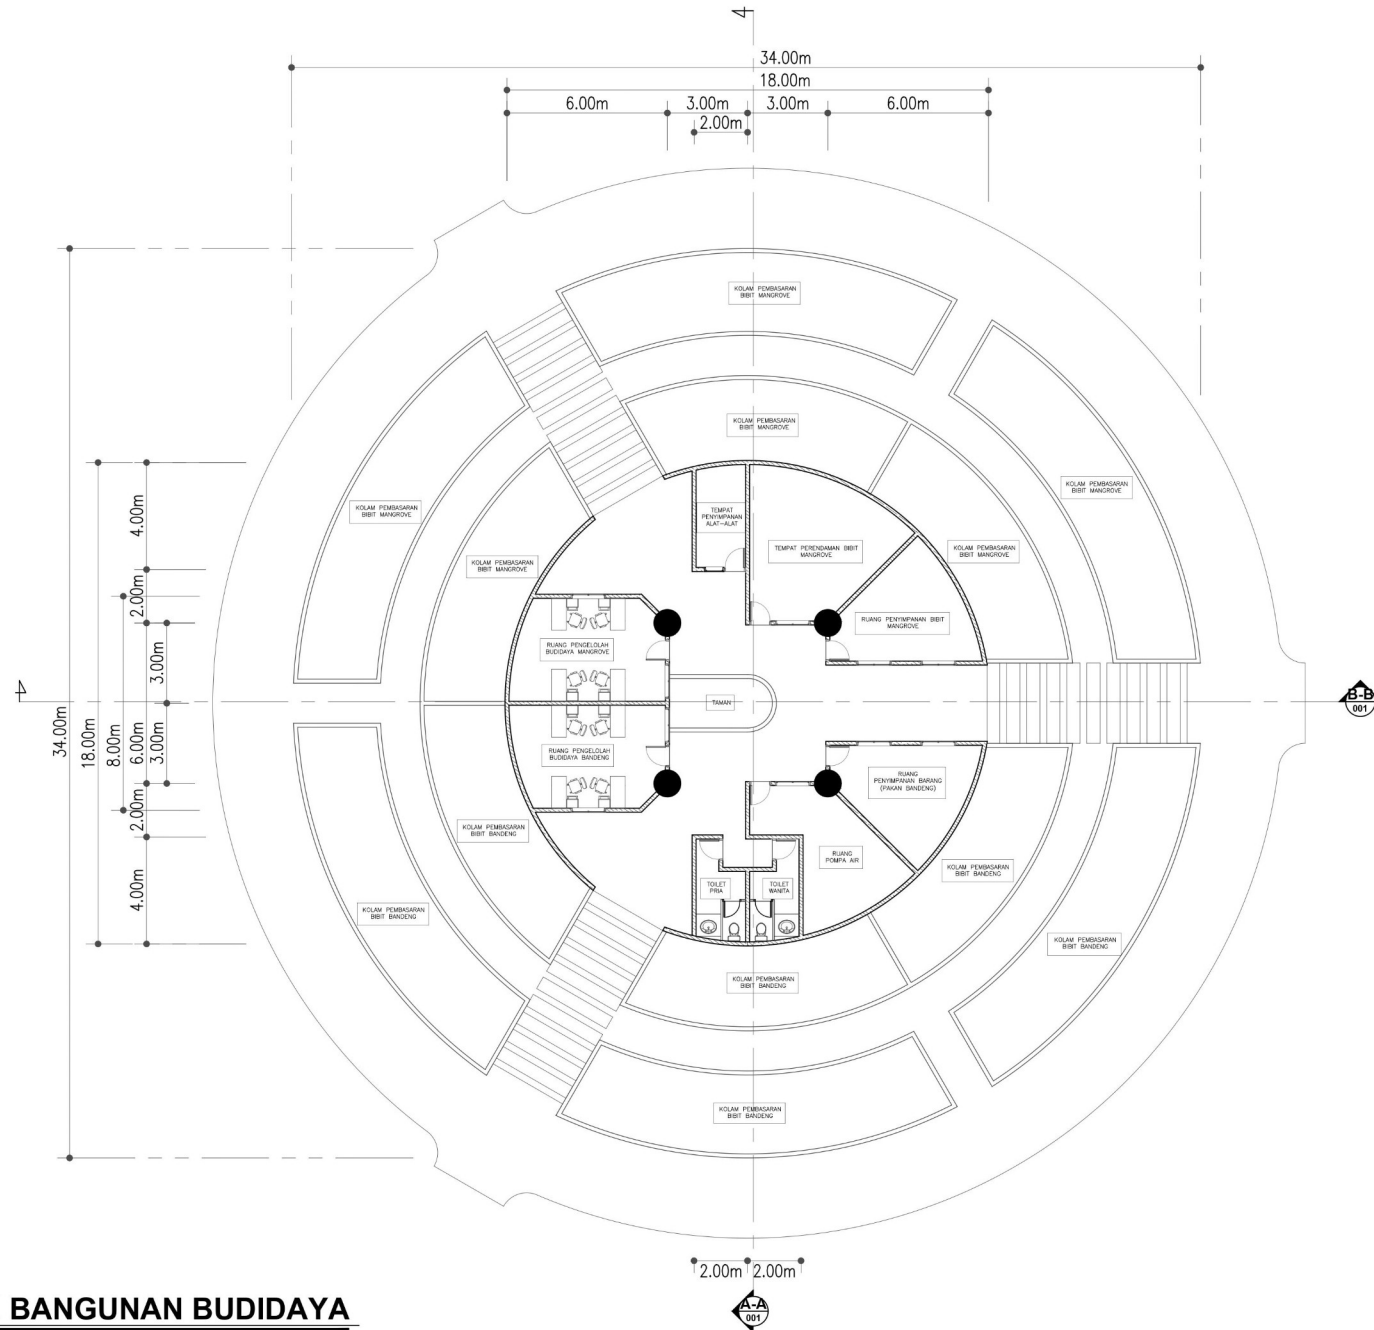 34.00m
18.00m
6.00m
3.00m
3.00m
6.00m
2.00m
KOLAM PEMBASARAN
BIBIT MANGROVE
KOLAM PEMBASARAN
BIBIT MANGROVE
KOLAM PEMBASARAN
BIBIT MANGROVE
KOLAM PEMBASARAN
BIBIT MANGROVE
TEMPAT
PENYIMPANAN
ALAT-ALAT
TEMPAT PERENDAMAN BIBIT
MANGROVE
KOLAM PEMBASARAN
BIBIT MANGROVE
KOLAM PEMBASARAN
BIBIT MANGROVE
RUANG PENYIMPANAN BIBIT
MANGROVE
RUANG PENGELOLAH
BUDIDAYA MANGROVE
TAMAN
RUANG PENGELOLAH
BUDIDAYA BANDENG
RUANG
PENYIMPANAN BARANG
(PAKAN BANDENG)
KOLAM PEMBASARAN
BIBIT BANDENG
RUANG
POMPA AIR
KOLAM PEMBASARAN
BIBIT BANDENG
TOILET
PRIA
TOILET
WANITA
KOLAM PEMBASARAN
BIBIT BANDENG
KOLAM PEMBASARAN
BIBIT BANDENG
KOLAM PEMBASARAN
BIBIT BANDENG
KOLAM PEMBASARAN
BIBIT BANDENG
34.00m
18.00m
8.00m
4.00m
2.00m
6.00m
2.00m
4.00m
3.00m
3.00m
B-B
001
2.00m
2.00m
A-A
001
BANGUNAN BUDIDAYA